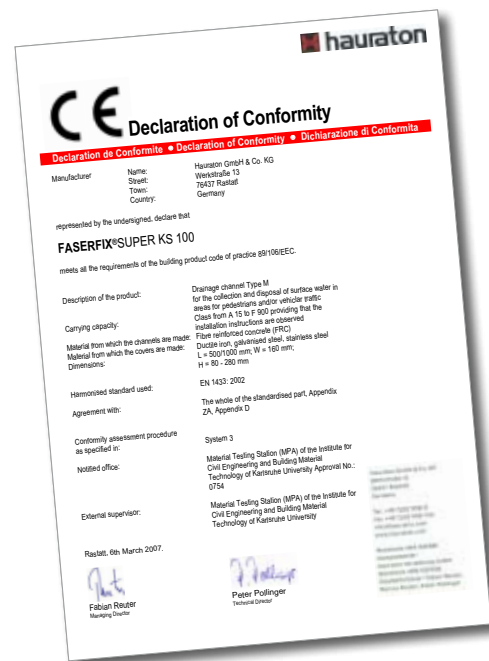 hauraton
CE Declaration of Conformity
Declaration de Conformite ● Declaration of Conformity ● Dichiarazione di Conformita
Manufacturer Name: Hauraton GmbH & Co. KG
Street: Werkstraße 13
Town: 76437 Rastatt
Country: Germany
represented by the undersigned, declare that
FASERFIX®SUPER KS 100
meets all the requirements of the building product code of practice 89/106/EEC.
Description of the product: Drainage channel Type M
for the collection and disposal of surface water in
areas for pedestrians and/or vehicular traffic
Carrying capacity: Class from A 15 to F 900 providing that the
installation instructions are observed
Material from which the channels are made: Fibre reinforced concrete (FRC)
Material from which the covers are made: Ductile iron, galvanised steel, stainless steel
Dimensions: L = 500/1000 mm; W = 160 mm;
H = 80 - 280 mm
Harmonised standard used: EN 1433: 2002
Agreement with: The whole of the standardised part, Appendix
ZA, Appendix D
Conformity assessment procedure
as specified in: System 3
Notified office: Material Testing Station (MPA) of the Institute for
Civil Engineering and Building Material
Technology of Karlsruhe University Approval No.:
0754
External supervisor: Material Testing Station (MPA) of the Institute for
Civil Engineering and Building Material
Technology of Karlsruhe University
Rastatt, 6th March 2007.
Fabian Reuter
Managing Director
Peter Pollinger
Technical Director